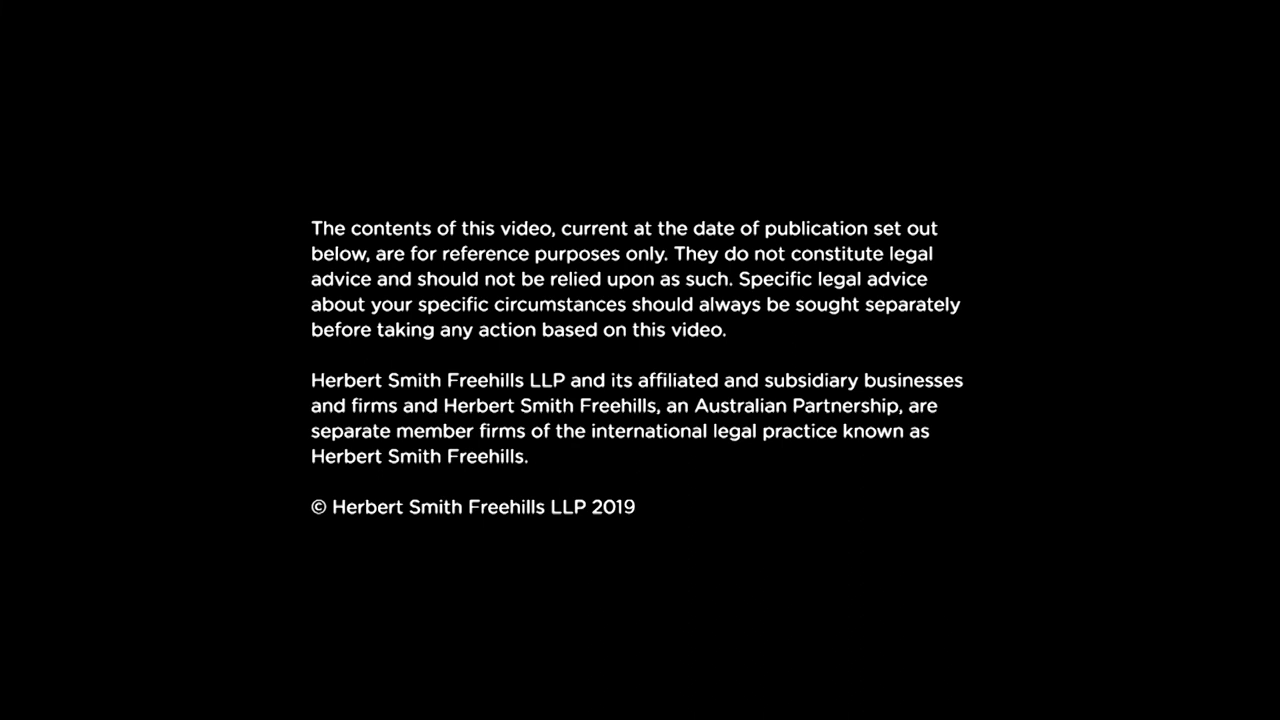 The contents of this video, current at the date of publication set out
below, are for reference purposes only. They do not constitute legal
advice and should not be relied upon as such. Specific legal advice
about your specific circumstances should always be sought separately
before taking any action based on this video.
Herbert Smith Freehills LLP and its affiliated and subsidiary businesses
and firms and Herbert Smith Freehills, an Australian Partnership, are
separate member firms of the international legal practice known as
Herbert Smith Freehills.
© Herbert Smith Freehills LLP 2019